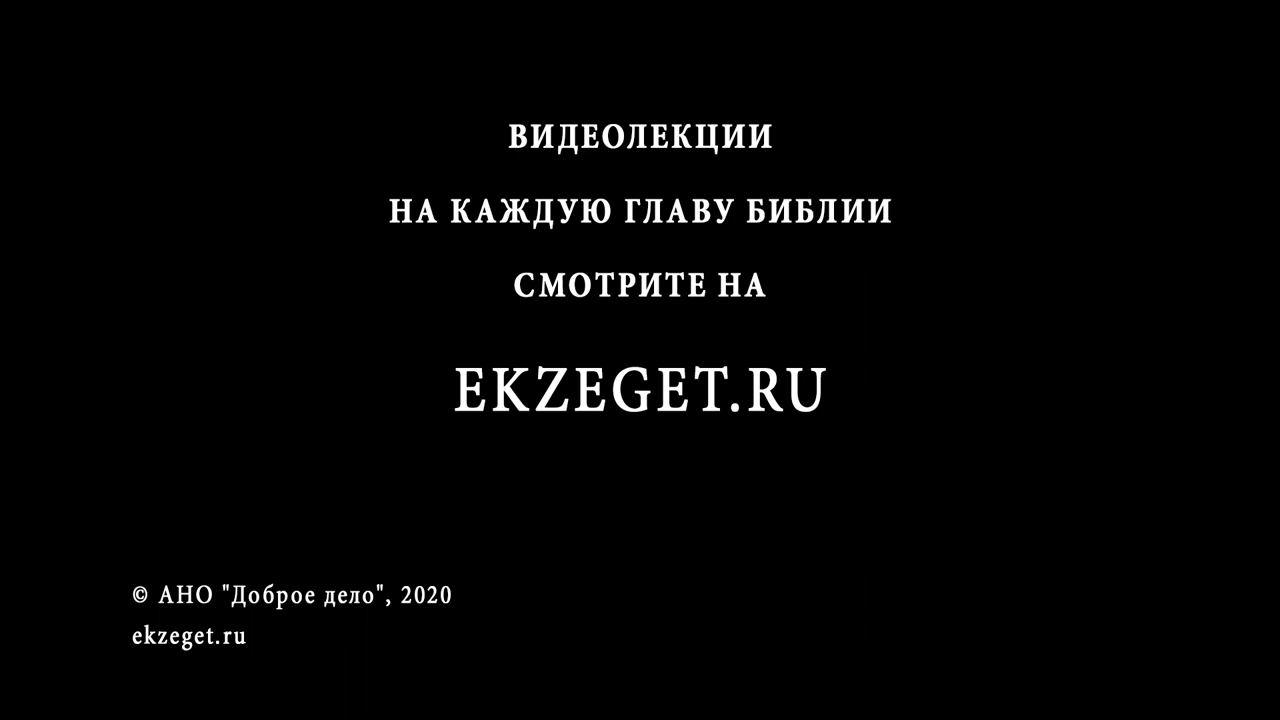 ВИДЕОЛЕКЦИИ
НА КАЖДУЮ ГЛАВУ БИБЛИИ
СМОТРИТЕ НА
EKZEGET.RU
© АНО "Доброе дело", 2020
ekzeget.ru